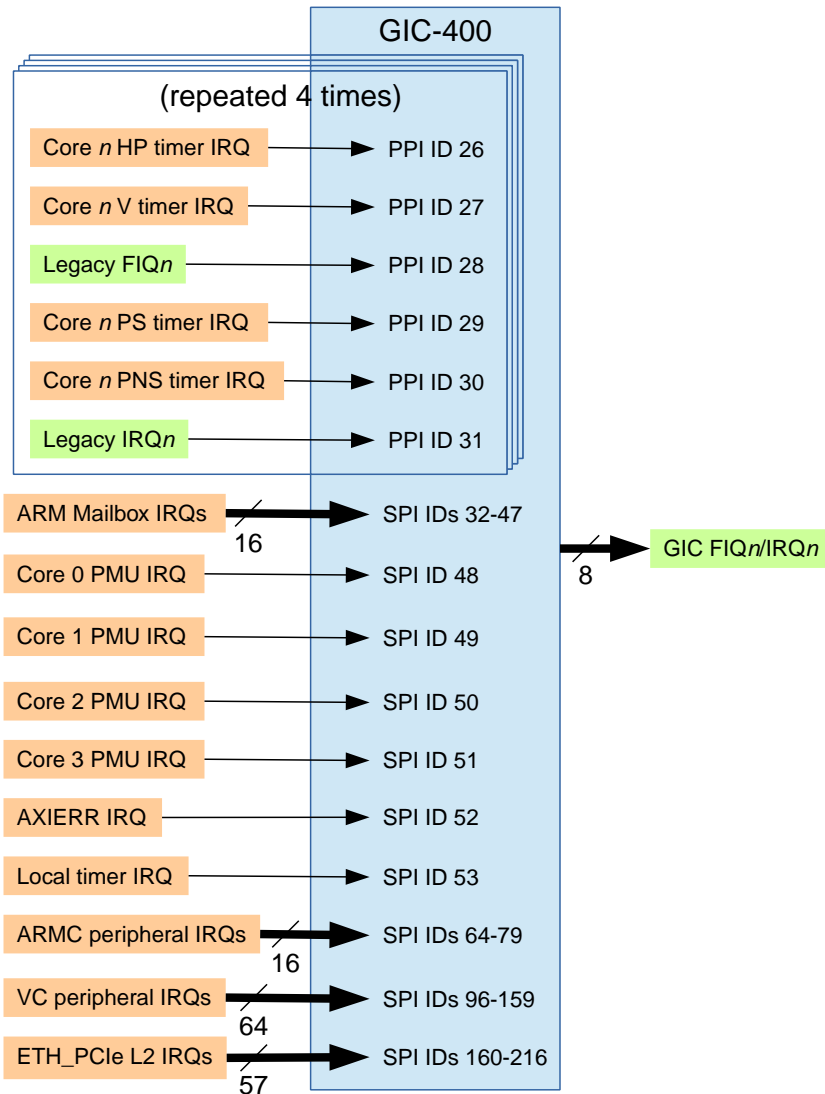 GIC-400
(repeated 4 times)
Core n HP timer IRQ
PPI ID 26
Core n V timer IRQ
PPI ID 27
Legacy FIQn
PPI ID 28
Core n PS timer IRQ
PPI ID 29
Core n PNS timer IRQ
PPI ID 30
Legacy IRQn
PPI ID 31
ARM Mailbox IRQs
16
SPI IDs 32-47
Core 0 PMU IRQ
SPI ID 48
8
GIC FIQn/IRQn
Core 1 PMU IRQ
SPI ID 49
Core 2 PMU IRQ
SPI ID 50
Core 3 PMU IRQ
SPI ID 51
AXIERR IRQ
SPI ID 52
Local timer IRQ
SPI ID 53
ARMC peripheral IRQs
16
SPI IDs 64-79
VC peripheral IRQs
64
SPI IDs 96-159
ETH_PCIe L2 IRQs
57
SPI IDs 160-216